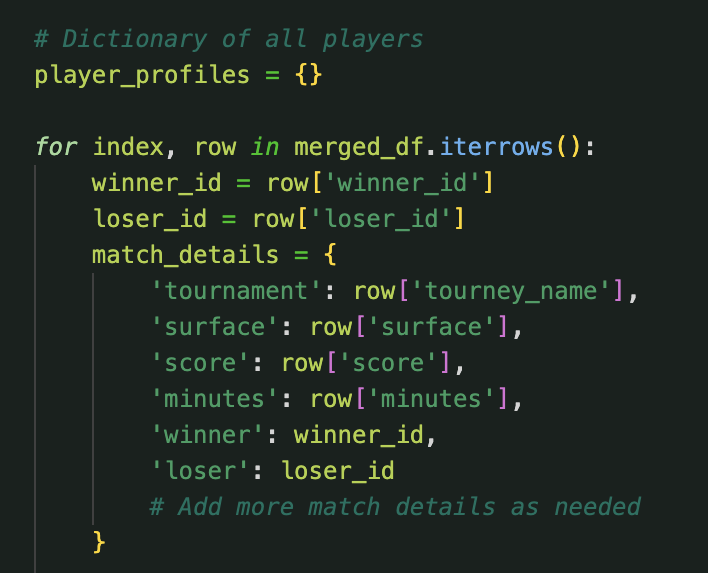 # Dictionary of all players
player_profiles = {}
for index, row in merged_df.iterrows():
winner_id = row['winner_id']
loser_id = row['loser_id']
match_details = {
'tournament': row['tourney_name'],
'surface': row['surface'],
'score': row['score'],
'minutes': row['minutes'],
'winner': winner_id,
'loser': loser_id
# Add more match details as needed
}